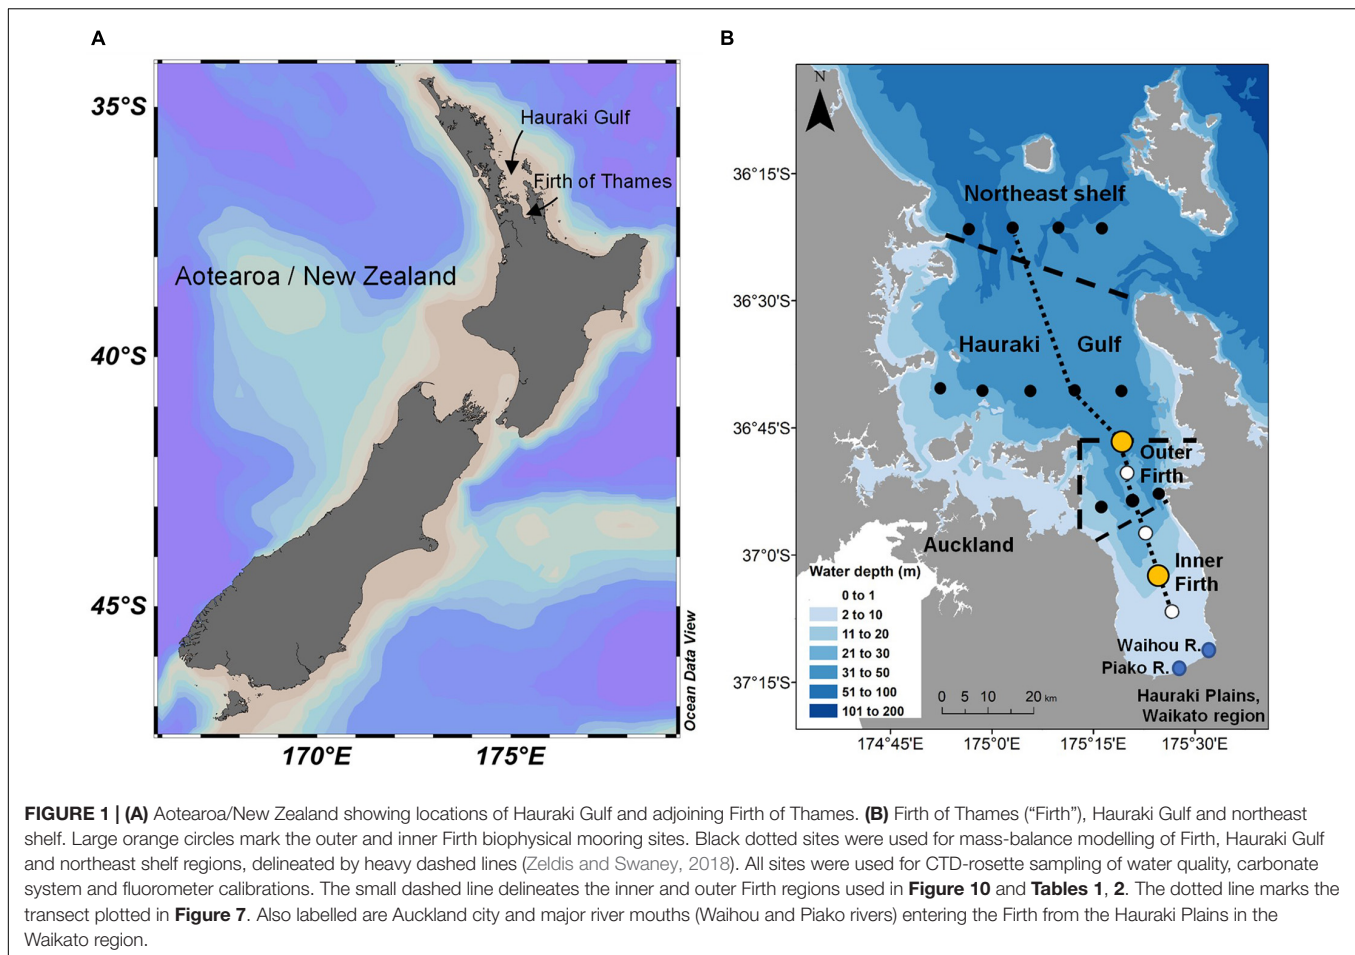 A
35°S
40°S
45°S
170°E
175°E
Hauraki Gulf
Firth of Thames
Aotearoa / New Zealand
Ocean Data View
B
N
36°15'S
36°30'S
36°45'S
37°0'S
37°15'S
174°45'E
175°0'E
175°15'E
175°30'E
Northeast shelf
Hauraki Gulf
Outer
Firth
Auckland
Inner
Firth
Water depth (m)
0 to 1
2 to 10
11 to 20
21 to 30
31 to 50
51 to 100
101 to 200
Waihou R.
Piako R.
0 5 10 20 km
Hauraki Plains,
Waikato region
FIGURE 1 | (A) Aotearoa/New Zealand showing locations of Hauraki Gulf and adjoining Firth of Thames. (B) Firth of Thames (“Firth”), Hauraki Gulf and northeast
shelf. Large orange circles mark the outer and inner Firth biophysical mooring sites. Black dotted sites were used for mass-balance modelling of Firth, Hauraki Gulf
and northeast shelf regions, delineated by heavy dashed lines (Zeldis and Swaney, 2018). All sites were used for CTD-rosette sampling of water quality, carbonate
system and fluorometer calibrations. The small dashed line delineates the inner and outer Firth regions used in Figure 10 and Tables 1, 2. The dotted line marks the
transect plotted in Figure 7. Also labelled are Auckland city and major river mouths (Waihou and Piako rivers) entering the Firth from the Hauraki Plains in the
Waikato region.